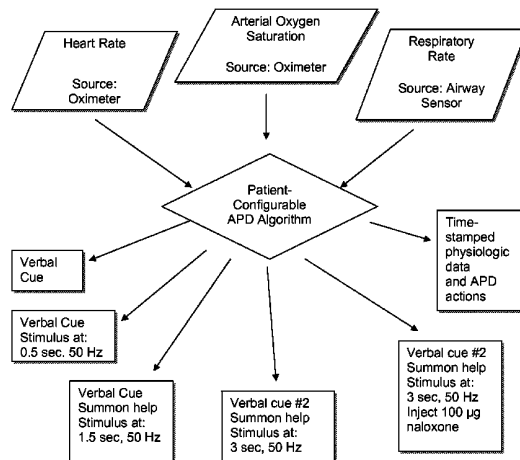 Heart Rate
Source:
Oximeter
Arterial Oxygen
Saturation
Source: Oximeter
Respiratory
Rate
Source: Airway
Sensor
Patient-
Configurable
APD Algorithm
Verbal
Cue
Verbal Cue
Stimulus at:
0.5 sec. 50 Hz
Verbal Cue
Summon help
Stimulus at:
1.5 sec, 50 Hz
Verbal cue #2
Summon help
Stimulus at:
3 sec, 50 Hz
Verbal cue #2
Summon help
Stimulus at:
3 sec, 50 Hz
Inject 100 µg
naloxone
Time-
stamped
physiologic
data
and APD
actions